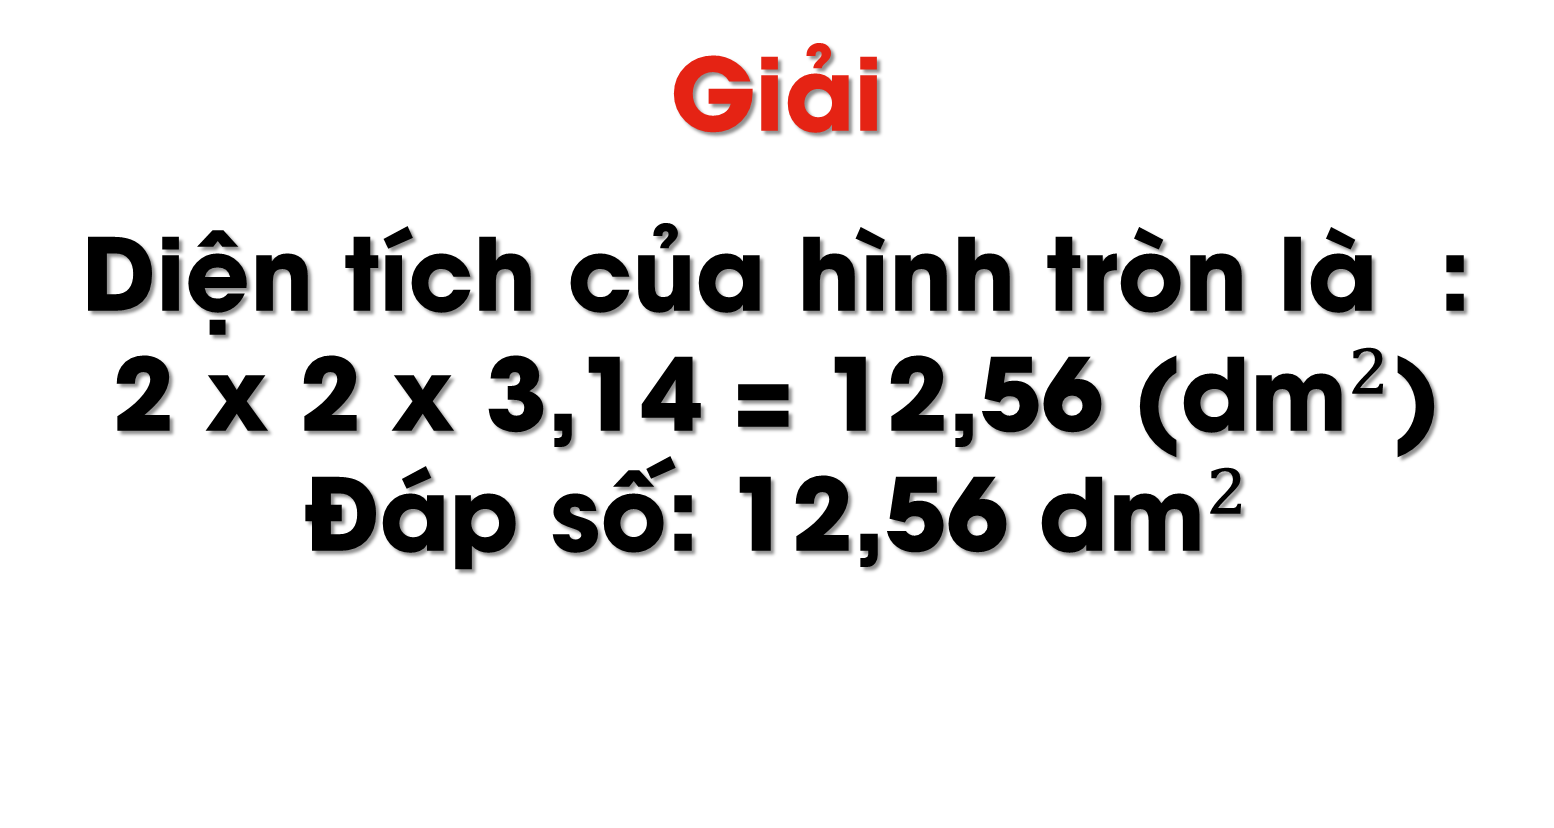 Giải
Diện tích của hình tròn là  :
2 x 2 x 3,14 = 12,56 (dm²)
Đáp số: 12,56 dm²